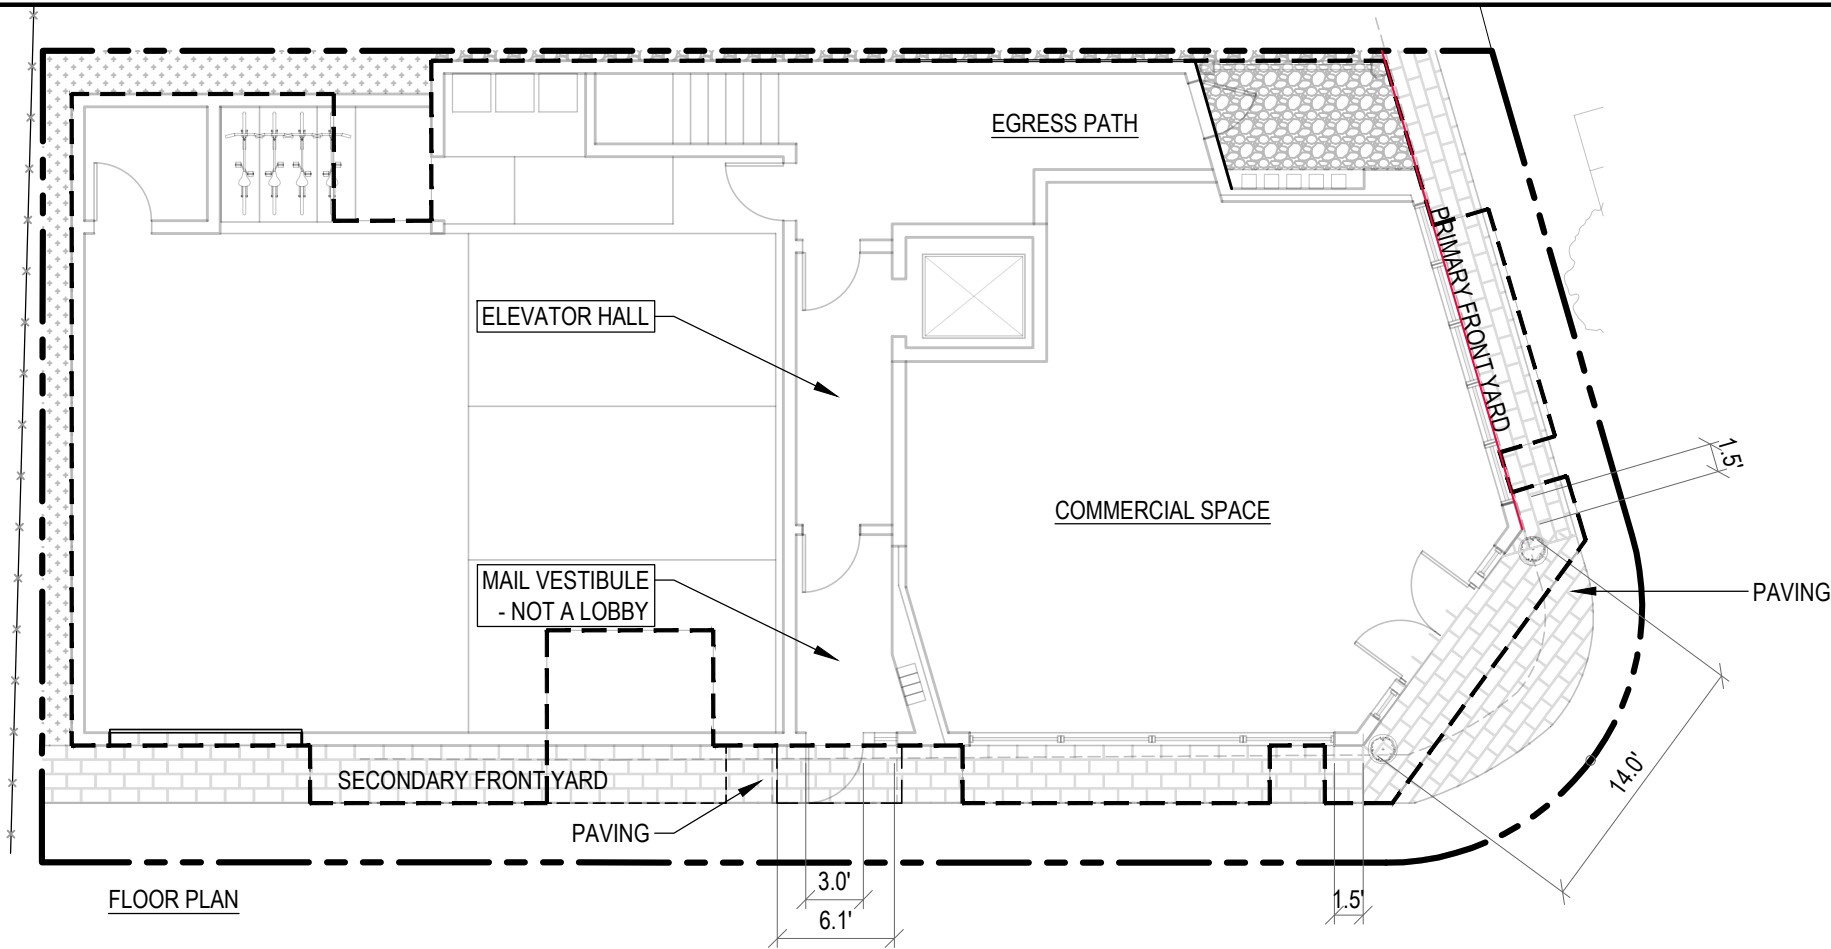 EGRESS PATH
PRIMARY FRONT YARD
ELEVATOR HALL
1.5'
COMMERCIAL SPACE
MAIL VESTIBULE
- NOT A LOBBY
PAVING
SECONDARY FRONT YARD
14.0'
PAVING
3.0'
1.5'
FLOOR PLAN
6.1'